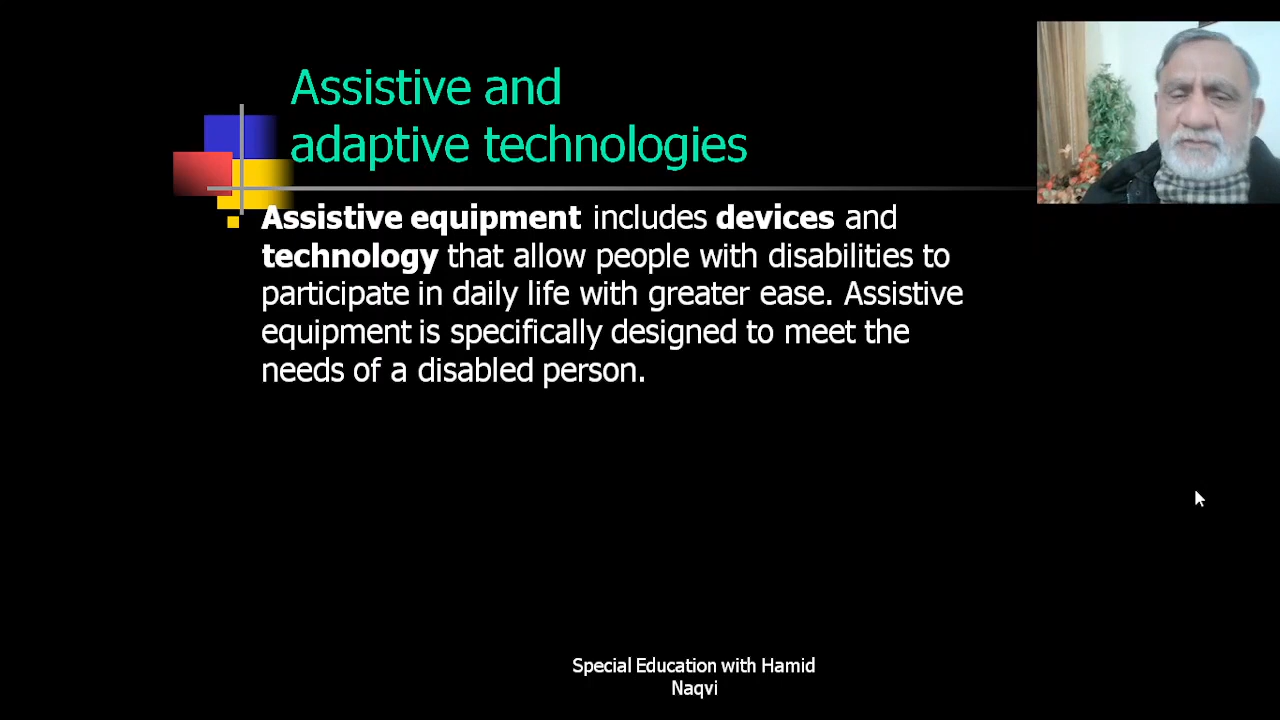 Assistive and
adaptive technologies
Assistive equipment includes devices and
technology that allow people with disabilities to
participate in daily life with greater ease. Assistive
equipment is specifically designed to meet the
needs of a disabled person.
Special Education with Hamid
Naqvi